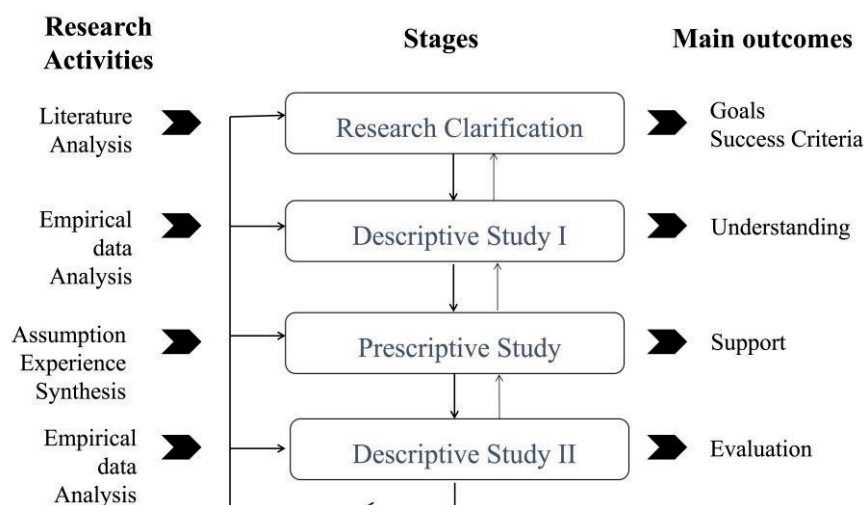 Research
Activities
Stages
Main outcomes
Literature
Analysis
Research Clarification
Goals
Success Criteria
Empirical
data
Analysis
Descriptive Study I
Understanding
Assumption
Experience
Synthesis
Prescriptive Study
Support
Empirical
data
Analysis
Descriptive Study II
Evaluation